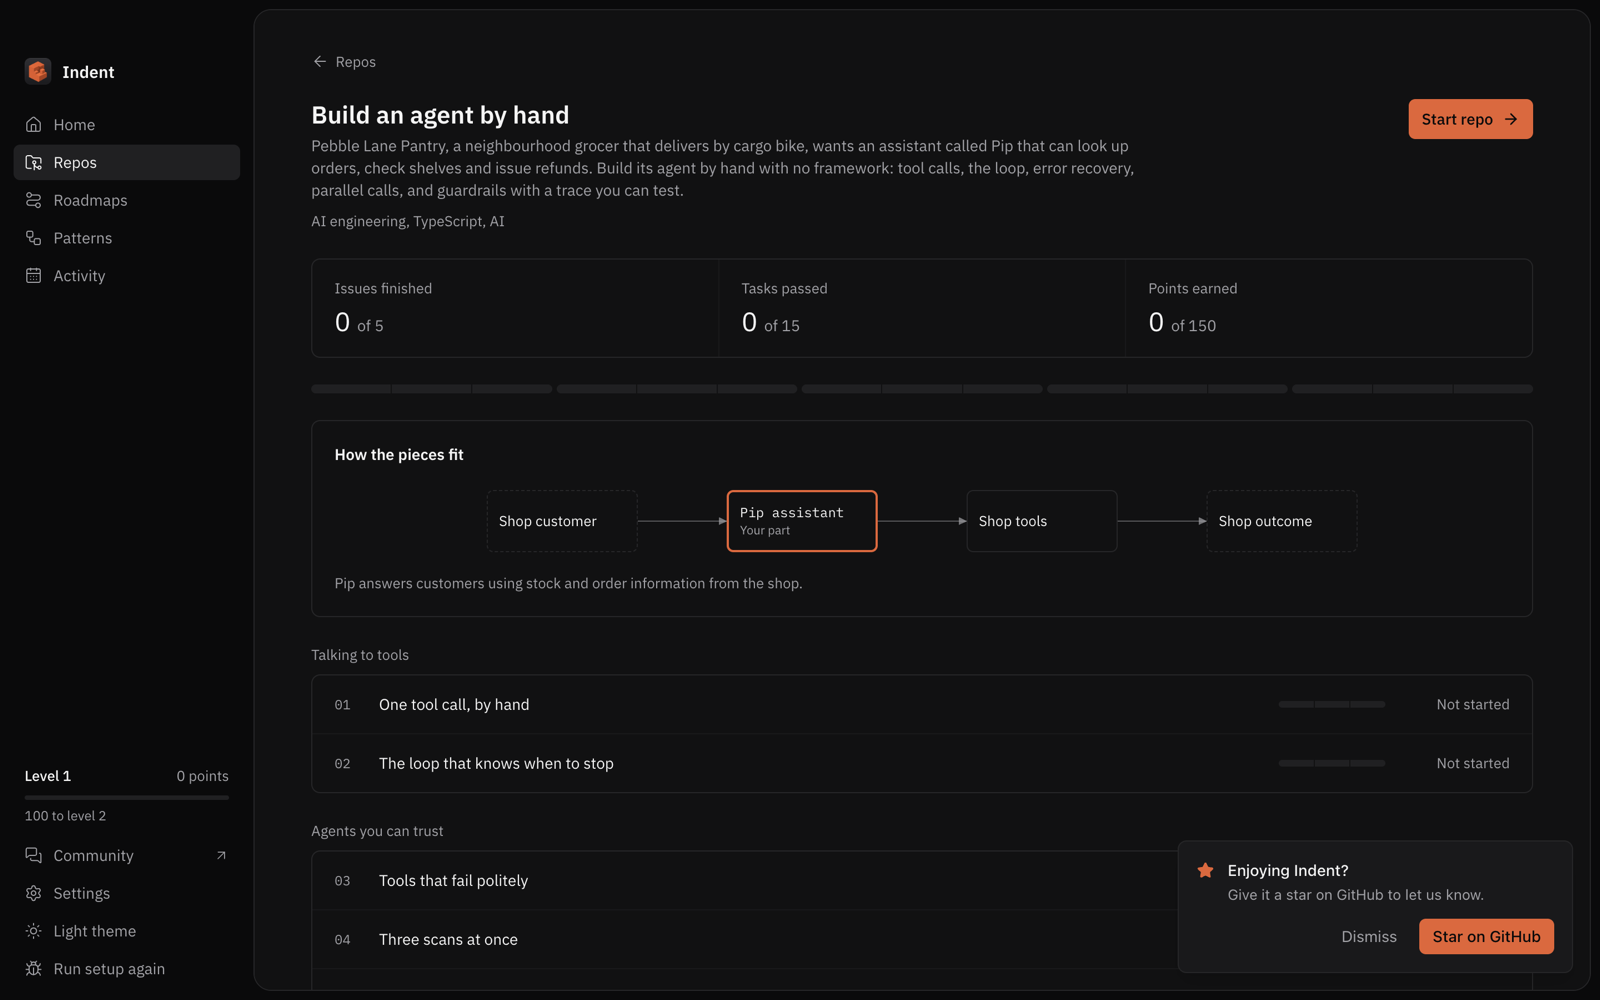 Indent
Home
Repos
Roadmaps
Patterns
Activity
Level 1
0 points
100 to level 2
Community
Settings
Light theme
Run setup again
Repos
Build an agent by hand
Pebble Lane Pantry, a neighbourhood grocer that delivers by cargo bike, wants an assistant called Pip that can look up
orders, check shelves and issue refunds. Build its agent by hand with no framework: tool calls, the loop, error recovery,
parallel calls, and guardrails with a trace you can test.
AI engineering, TypeScript, AI
Start repo
Issues finished
0 of 5
Tasks passed
0 of 15
Points earned
0 of 150
How the pieces fit
Shop customer
Pip assistant
Your part
Shop tools
Shop outcome
Pip answers customers using stock and order information from the shop.
Talking to tools
01 One tool call, by hand Not started
02 The loop that knows when to stop Not started
Agents you can trust
03 Tools that fail politely
04 Three scans at once
Enjoying Indent?
Give it a star on GitHub to let us know.
Dismiss
Star on GitHub